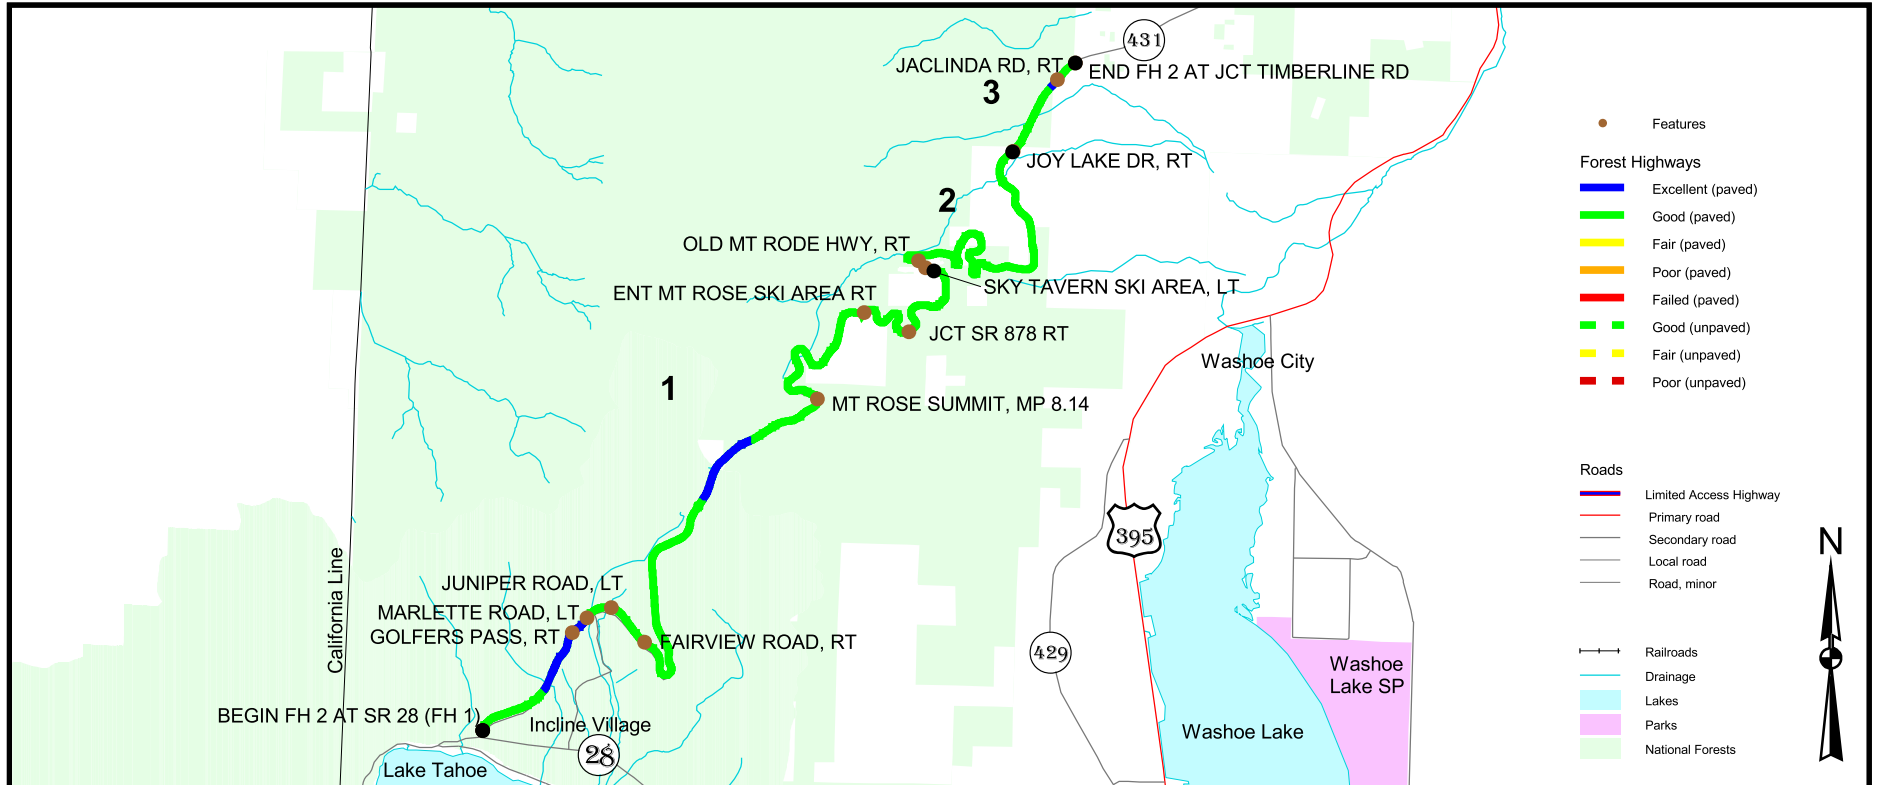 431
JACLINDA RD, RT
END FH 2 AT JCT TIMBERLINE RD
3
JOY LAKE DR, RT
2
OLD MT RODE HWY, RT
SKY TAVERN SKI AREA, LT
ENT MT ROSE SKI AREA RT
JCT SR 878 RT
Washoe City
1
MT ROSE SUMMIT, MP 8.14
395
California Line
JUNIPER ROAD, LT
MARLETTE ROAD, LT
GOLFERS PASS, RT
FAIRVIEW ROAD, RT
429
Washoe
Lake SP
BEGIN FH 2 AT SR 28 (FH 1)
Incline Village
28
Washoe Lake
Lake Tahoe
Features
Forest Highways
Excellent (paved)
Good (paved)
Fair (paved)
Poor (paved)
Failed (paved)
Good (unpaved)
Fair (unpaved)
Poor (unpaved)
Roads
Limited Access Highway
Primary road
Secondary road
Local road
Road, minor
Railroads
Drainage
Lakes
Parks
National Forests
N